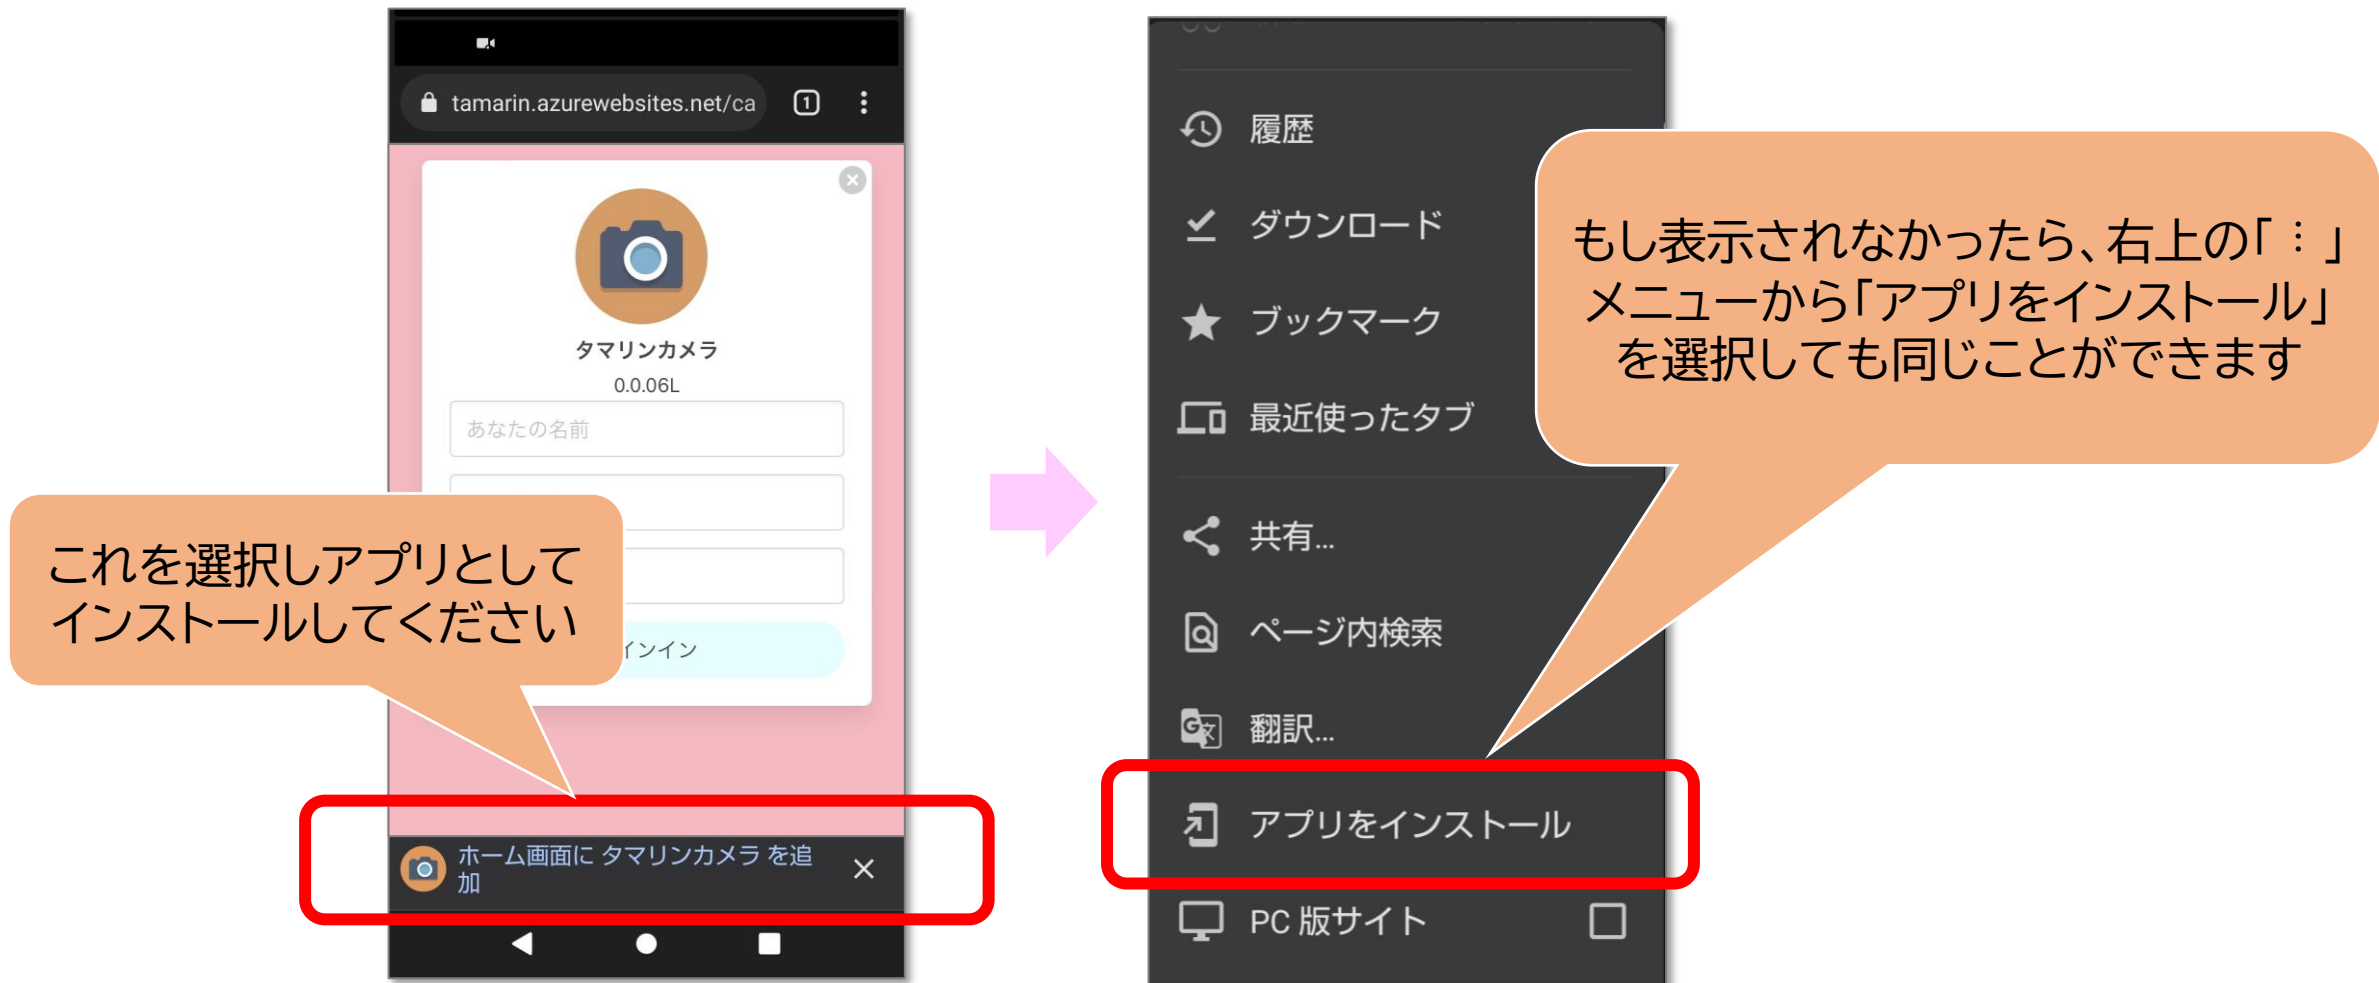 tamarin.azurewebsites.net/ca
1
タマリンカメラ
0.0.06L
あなたの名前
インイン
これを選択しアプリとして
インストールしてください
ホーム画面に タマリンカメラ を追
加
履歴
ダウンロード
ブックマーク
最近使ったタブ
共有...
ページ内検索
翻訳...
アプリをインストール
PC 版サイト
もし表示されなかったら、右上の「⋮」
メニューから「アプリをインストール」
を選択しても同じことができます